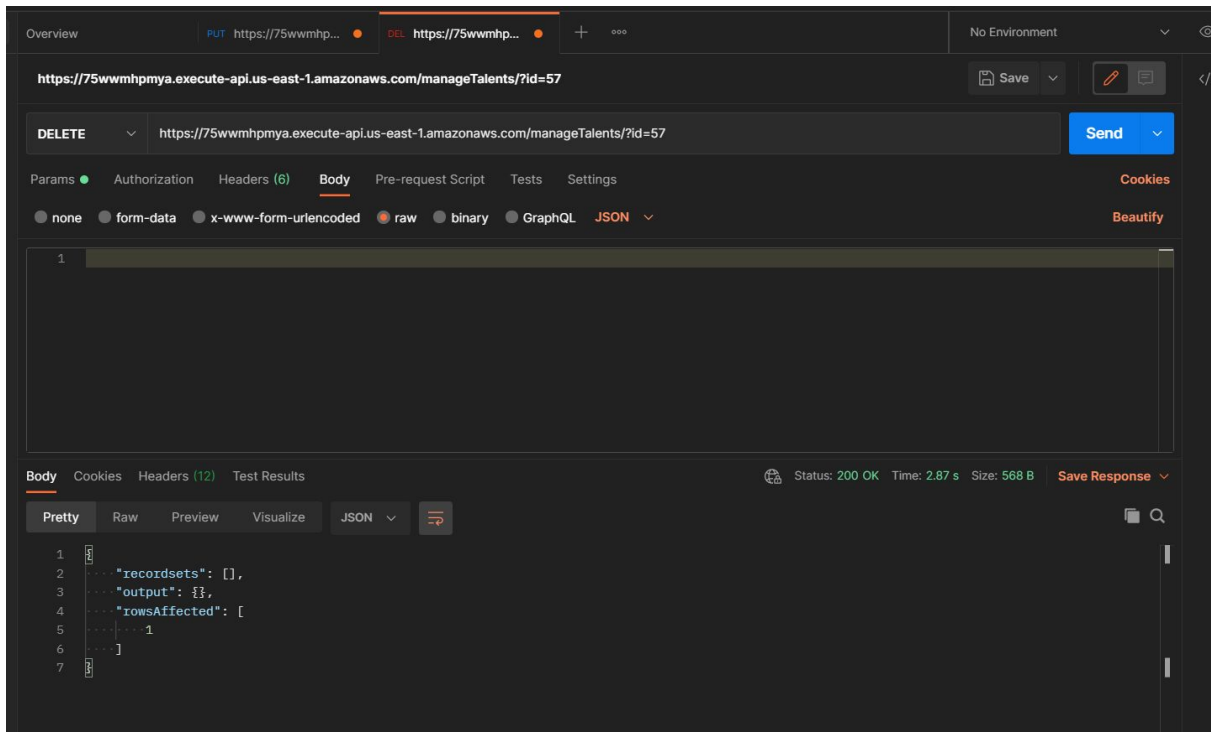 Overview PUT https://75wwmhp... DEL https://75wwmhp... No Environment
https://75wwmhpmya.execute-api.us-east-1.amazonaws.com/manageTalents/?id=57 Save
DELETE https://75wwmhpmya.execute-api.us-east-1.amazonaws.com/manageTalents/?id=57 Send
Params Authorization Headers (6) Body Pre-request Script Tests Settings Cookies
none form-data x-www-form-urlencoded raw binary GraphQL JSON Beautify
1
Body Cookies Headers (12) Test Results Status: 200 OK Time: 2.87 s Size: 568 B Save Response
Pretty Raw Preview Visualize JSON
1 {
2 "recordsets": [],
3 "output": {},
4 "rowsAffected": [
5 1
6 ]
7 }